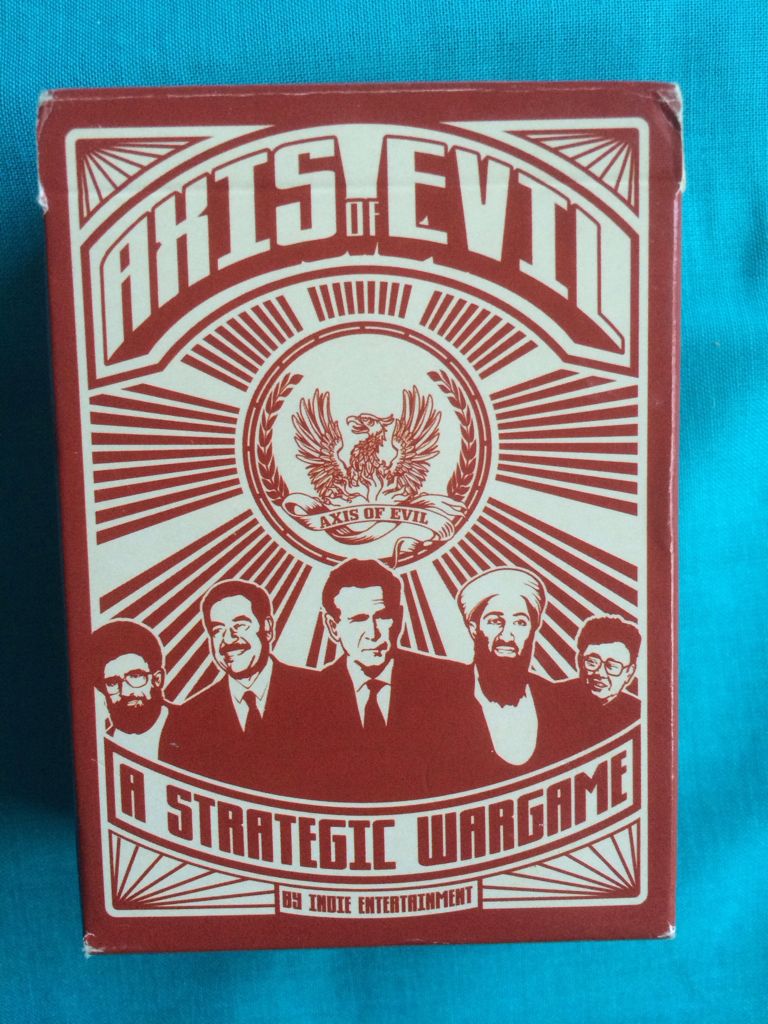 AXIS OF EVIL
AXIS OF EVIL
A STRATEGIC WARGAME
BY INDIE ENTERTAINMENT